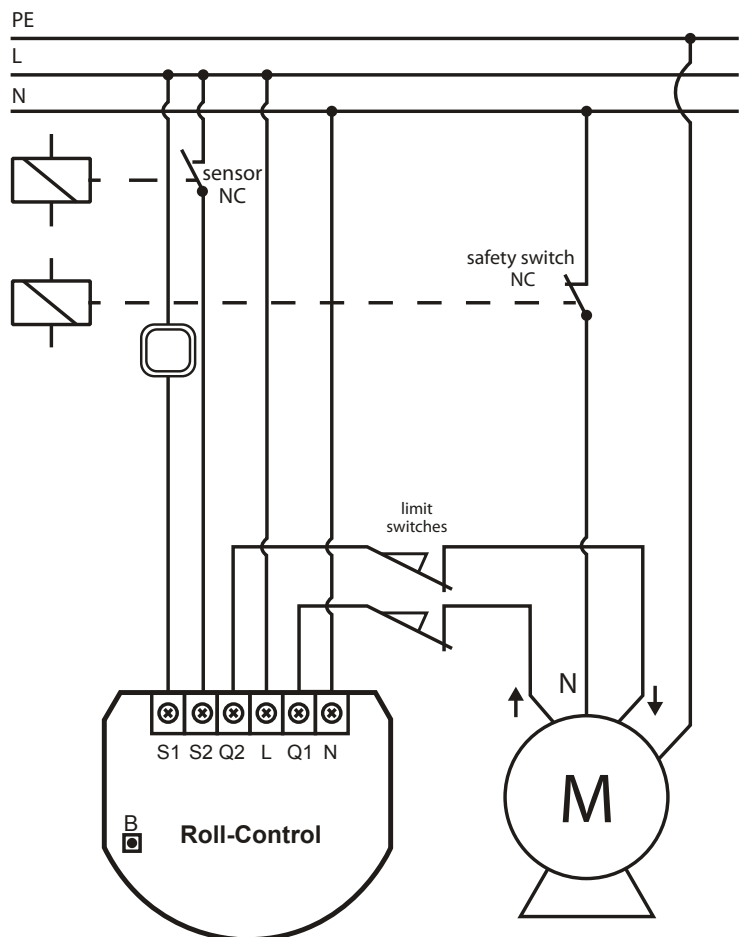 PE
L
N
sensor
NC
safety switch
NC
limit
switches
N
S1 S2 Q2 L Q1 N
M
B
Roll-Control